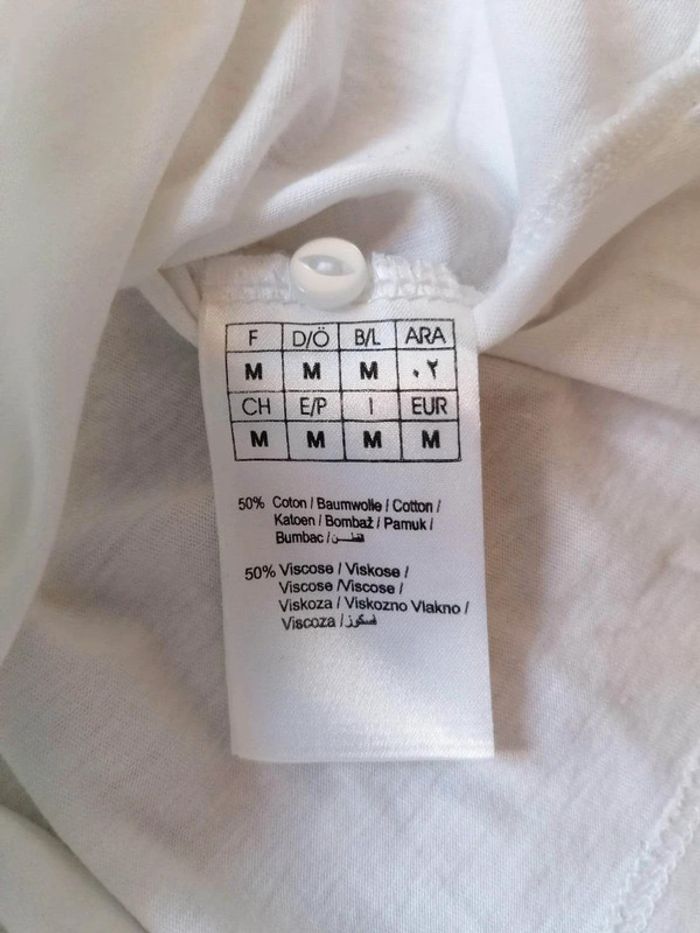 F D/Ö B/L ARA
M M M .٢
CH E/P I EUR
M M M M
50% Coton / Baumwolle / Cotton /
Katoen / Bombaž / Pamuk /
Bumbac / قطن
50% Viscose / Viskose /
Viscose /Viscose /
Viskoza / Viskozno Vlakno /
Viscoza / فسكوز